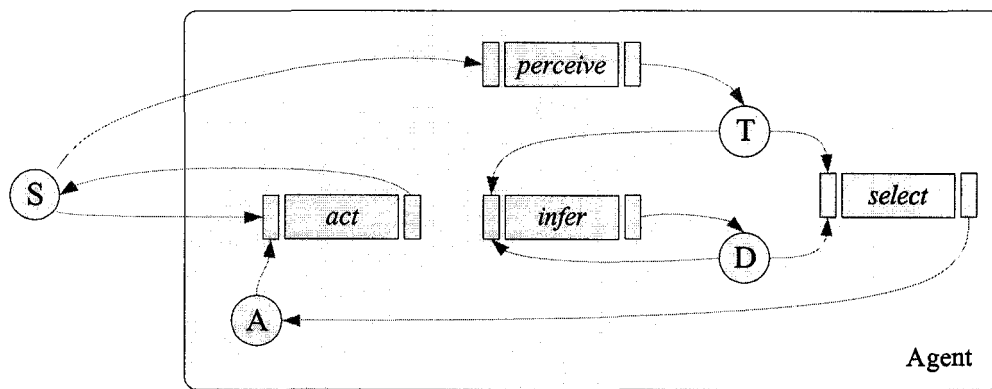 perceive
T
S
act
infer
select
D
A
Agent